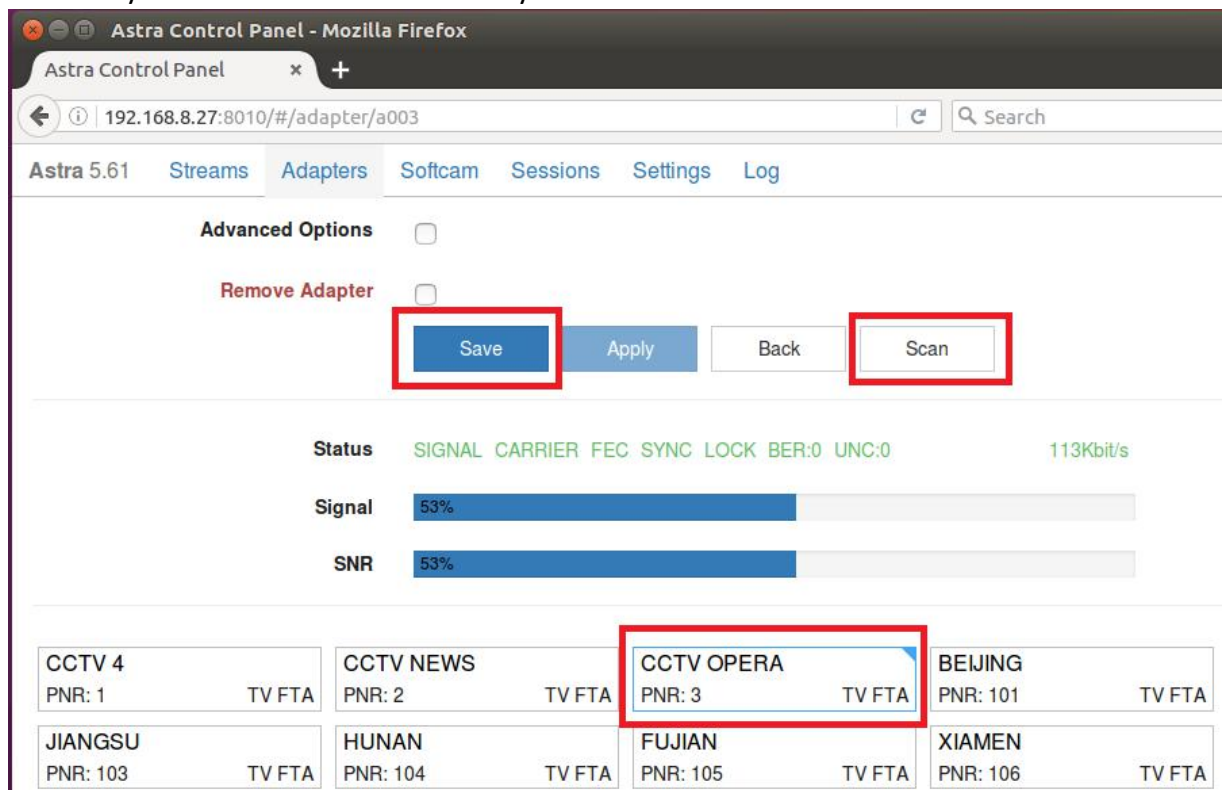 Astra Control Panel - Mozilla Firefox
Astra Control Panel × +
192.168.8.27:8010/#/adapter/a003 Search
Astra 5.61 Streams Adapters Softcam Sessions Settings Log
Advanced Options
Remove Adapter
Save Apply Back Scan
Status SIGNAL CARRIER FEC SYNC LOCK BER:0 UNC:0 113Kbit/s
Signal 53%
SNR 53%
CCTV 4 CCTV NEWS CCTV OPERA BEIJING
PNR: 1 TV FTA PNR: 2 TV FTA PNR: 3 TV FTA PNR: 101 TV FTA
JIANGSU HUNAN FUJIAN XIAMEN
PNR: 103 TV FTA PNR: 104 TV FTA PNR: 105 TV FTA PNR: 106 TV FTA